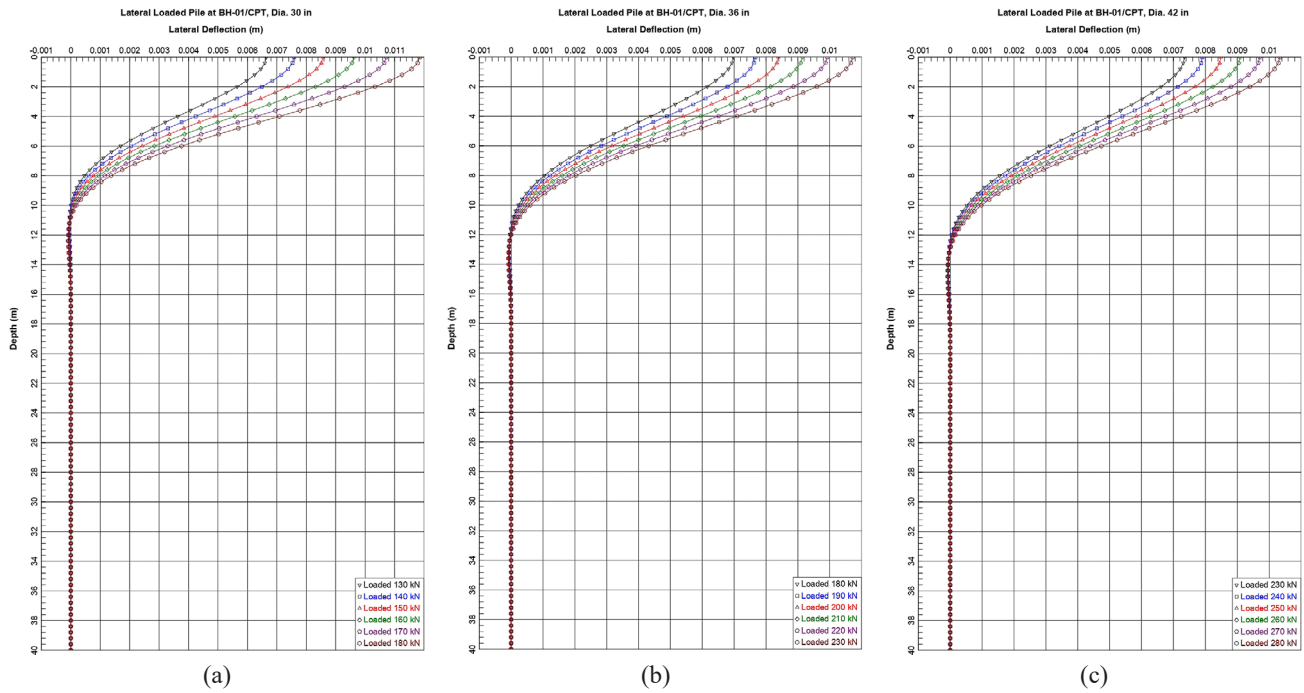 Lateral Loaded Pile at BH-01/CPT, Dia. 30 in
Lateral Deflection (m)
-0.001 0 0.001 0.002 0.003 0.004 0.005 0.006 0.007 0.008 0.009 0.01 0.011
Depth (m)
0
2
4
6
8
10
12
14
16
18
20
22
24
26
28
30
32
34
36
38
40
Loaded 130 kN
Loaded 140 kN
Loaded 150 kN
Loaded 160 kN
Loaded 170 kN
Loaded 180 kN
(a)
Lateral Loaded Pile at BH-01/CPT, Dia. 36 in
Lateral Deflection (m)
-0.001 0 0.001 0.002 0.003 0.004 0.005 0.006 0.007 0.008 0.009 0.01
Depth (m)
0
2
4
6
8
10
12
14
16
18
20
22
24
26
28
30
32
34
36
38
40
Loaded 180 kN
Loaded 190 kN
Loaded 200 kN
Loaded 210 kN
Loaded 220 kN
Loaded 230 kN
(b)
Lateral Loaded Pile at BH-01/CPT, Dia. 42 in
Lateral Deflection (m)
-0.001 0 0.001 0.002 0.003 0.004 0.005 0.006 0.007 0.008 0.009 0.01
Depth (m)
0
2
4
6
8
10
12
14
16
18
20
22
24
26
28
30
32
34
36
38
40
Loaded 230 kN
Loaded 240 kN
Loaded 250 kN
Loaded 260 kN
Loaded 270 kN
Loaded 280 kN
(c)